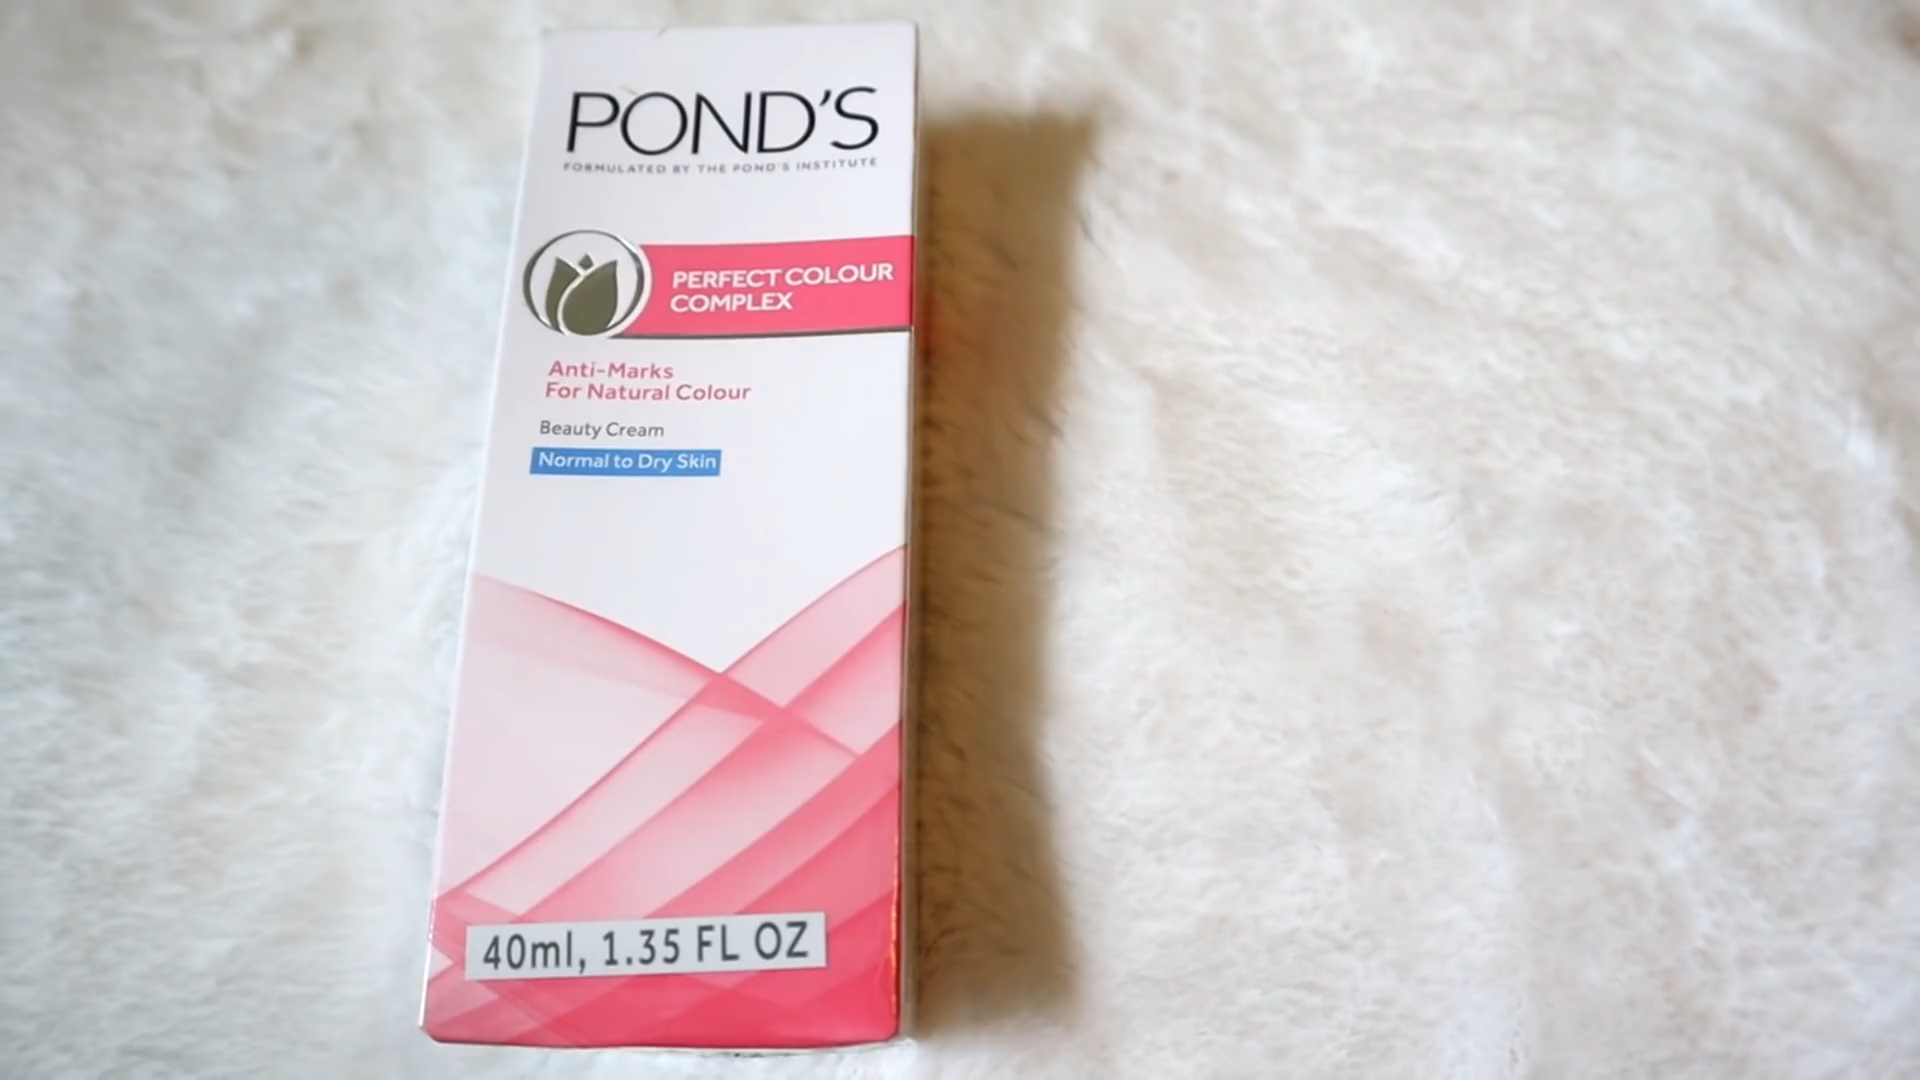 POND'S
FORMULATED BY THE POND'S INSTITUTE
PERFECT COLOUR
COMPLEX
Anti-Marks
For Natural Colour
Beauty Cream
Normal to Dry Skin
40ml, 1.35 FL OZ